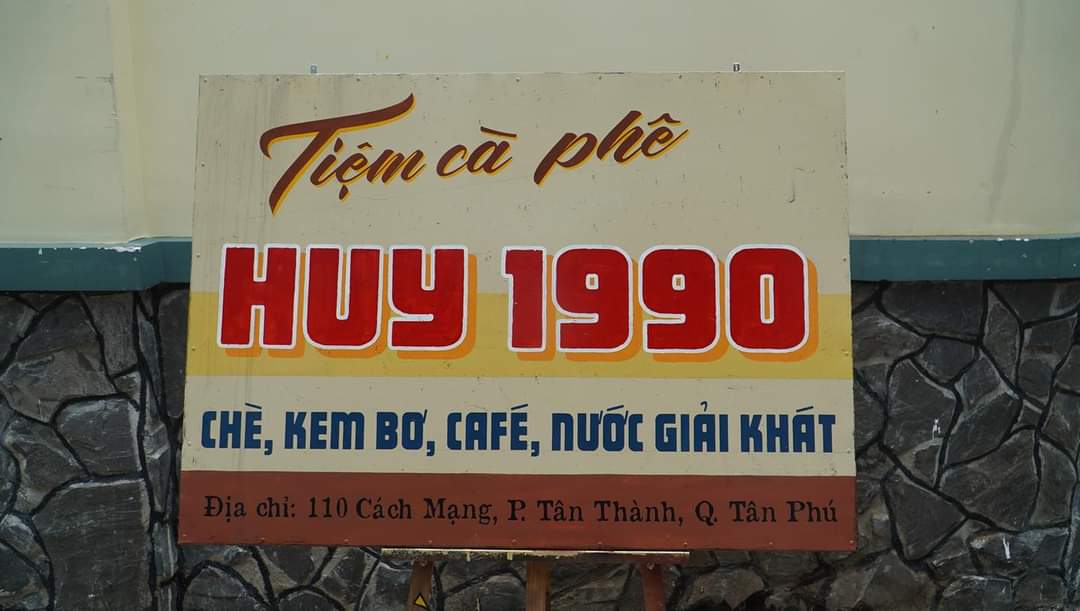 Tiệm cà phê
HUY 1990
CHÈ, KEM BƠ, CAFÉ, NƯỚC GIẢI KHÁT
Địa chỉ: 110 Cách Mạng, P. Tân Thành, Q. Tân Phú